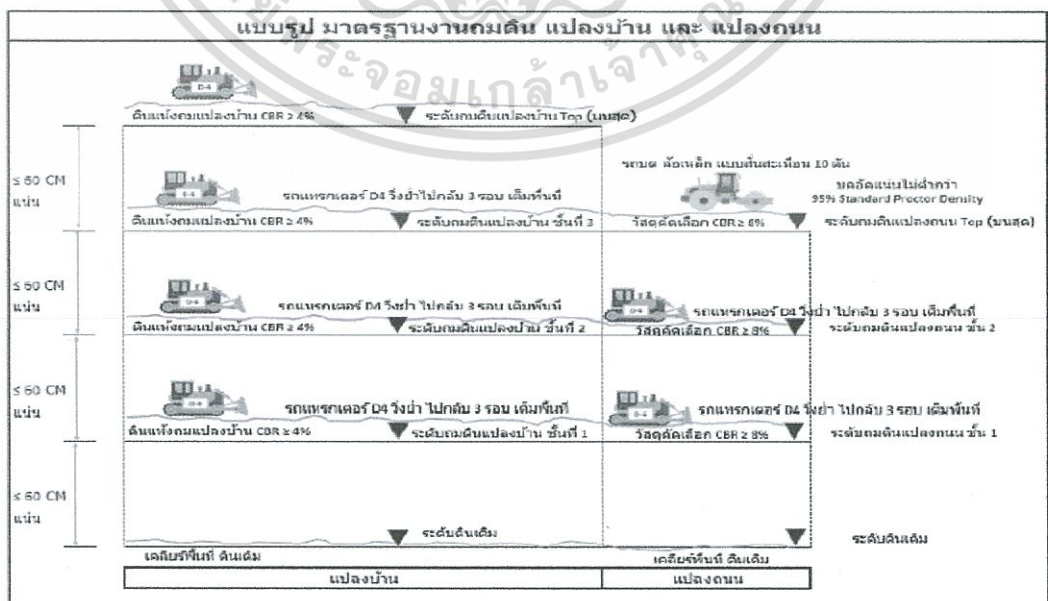 แบบรูป มาตรฐานงานถมดิน แปลงบ้าน และ แปลงถนน
พระจอมเกล้าเจ้าคุณ
D-4
ดินแห้งถมแปลงบ้าน CBR ≥ 4% ระดับถมดินแปลงบ้าน Top (บนสุด)
≤ 60 CM
แน่น
รถแทรกเตอร์ D4 วิ่งย่ำไปกลับ 3 รอบ เต็มพื้นที่
รถบด ล้อเหล็ก แบบสั่นสะเทือน 10 ตัน
บดอัดแน่นไม่ต่ำกว่า
95% Standard Proctor Density
ดินแห้งถมแปลงบ้าน CBR ≥ 4% ระดับถมดินแปลงบ้าน ชั้นที่ 3 วัสดุคัดเลือก CBR ≥ 8% ระดับถมดินแปลงถนน Top (บนสุด)
≤ 60 CM
แน่น
รถแทรกเตอร์ D4 วิ่งย่ำ ไปกลับ 3 รอบ เต็มพื้นที่ รถแทรกเตอร์ D4 วิ่งย่ำ ไปกลับ 3 รอบ เต็มพื้นที่
ดินแห้งถมแปลงบ้าน CBR ≥ 4% ระดับถมดินแปลงบ้าน ชั้นที่ 2 วัสดุคัดเลือก CBR ≥ 8% ระดับถมดินแปลงถนน ชั้น 2
≤ 60 CM
แน่น
รถแทรกเตอร์ D4 วิ่งย่ำ ไปกลับ 3 รอบ เต็มพื้นที่ รถแทรกเตอร์ D4 วิ่งย่ำ ไปกลับ 3 รอบ เต็มพื้นที่
ดินแห้งถมแปลงบ้าน CBR ≥ 4% ระดับถมดินแปลงบ้าน ชั้นที่ 1 วัสดุคัดเลือก CBR ≥ 8% ระดับถมดินแปลงถนน ชั้น 1
≤ 60 CM
แน่น
ระดับดินเดิม ระดับดินเดิม
เคลียร์พื้นที่ ดินเดิม เคลียร์พื้นที่ ดินเดิม
แปลงบ้าน แปลงถนน